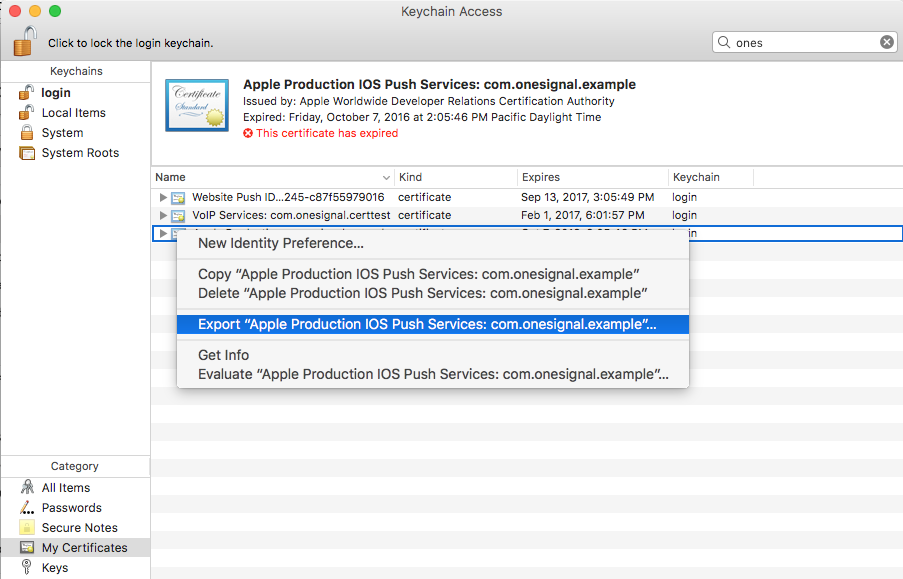 Keychain Access
Click to lock the login keychain.
ones
Keychains
login
Local Items
System
System Roots
Certificate
Standard
Apple Production IOS Push Services: com.onesignal.example
Issued by: Apple Worldwide Developer Relations Certification Authority
Expired: Friday, October 7, 2016 at 2:05:46 PM Pacific Daylight Time
This certificate has expired
Name Kind Expires Keychain
Website Push ID...245-c87f55979016 certificate Sep 13, 2017, 3:05:49 PM login
VoIP Services: com.onesignal.certtest certificate Feb 1, 2017, 6:01:57 PM login
New Identity Preference...
Copy “Apple Production IOS Push Services: com.onesignal.example”
Delete “Apple Production IOS Push Services: com.onesignal.example”
Export “Apple Production IOS Push Services: com.onesignal.example”...
Get Info
Evaluate “Apple Production IOS Push Services: com.onesignal.example”...
Category
All Items
Passwords
Secure Notes
My Certificates
Keys